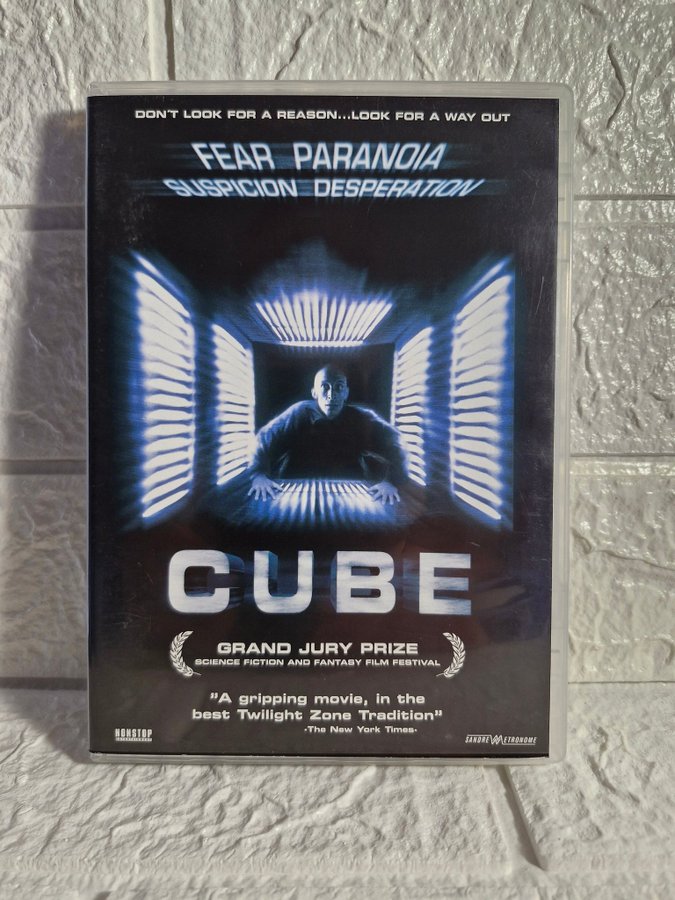 DON'T LOOK FOR A REASON...LOOK FOR A WAY OUT
FEAR PARANOIA
SUSPICION DESPERATION
CUBE
GRAND JURY PRIZE
SCIENCE FICTION AND FANTASY FILM FESTIVAL
"A gripping movie, in the
best Twilight Zone Tradition"
-The New York Times-
NONSTOP
ENTERTAINMENT
SANDREW METRONOME